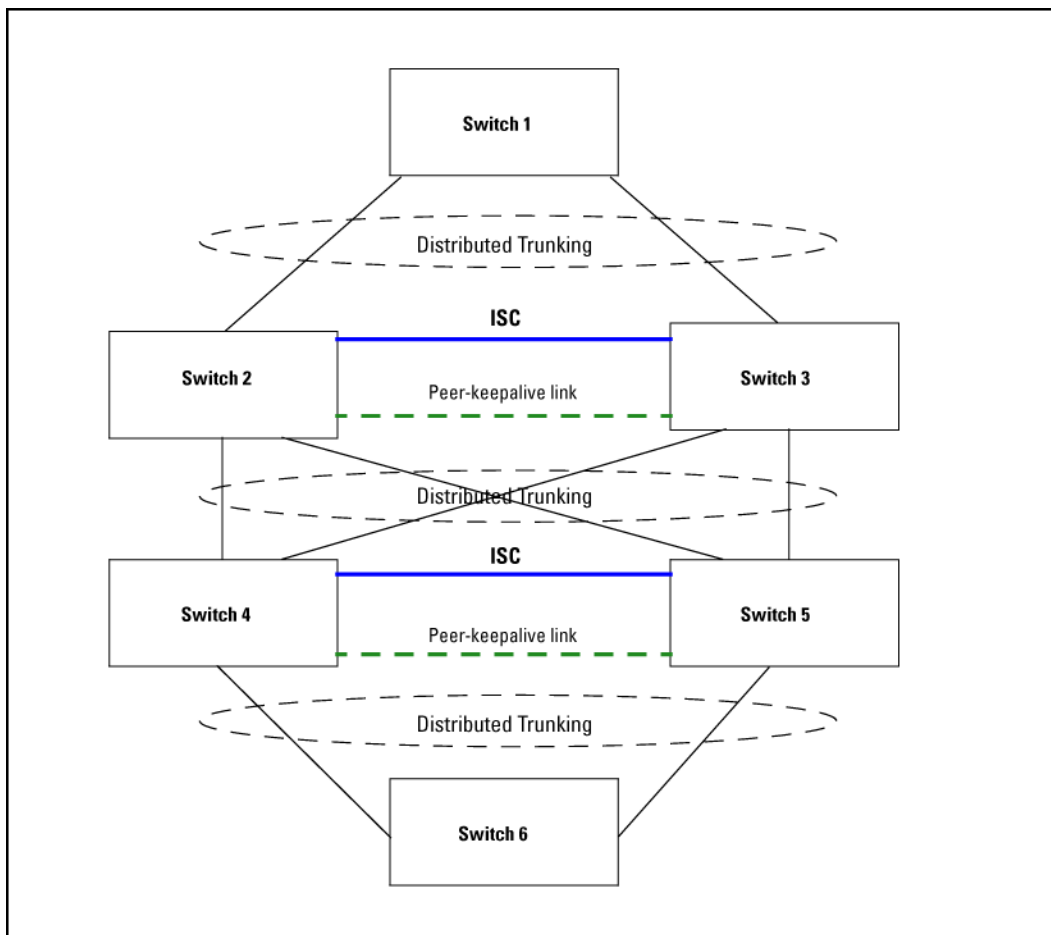 Switch 1
Distributed Trunking
ISC
Switch 2
Switch 3
Peer-keepalive link
Distributed Trunking
ISC
Switch 4
Switch 5
Peer-keepalive link
Distributed Trunking
Switch 6